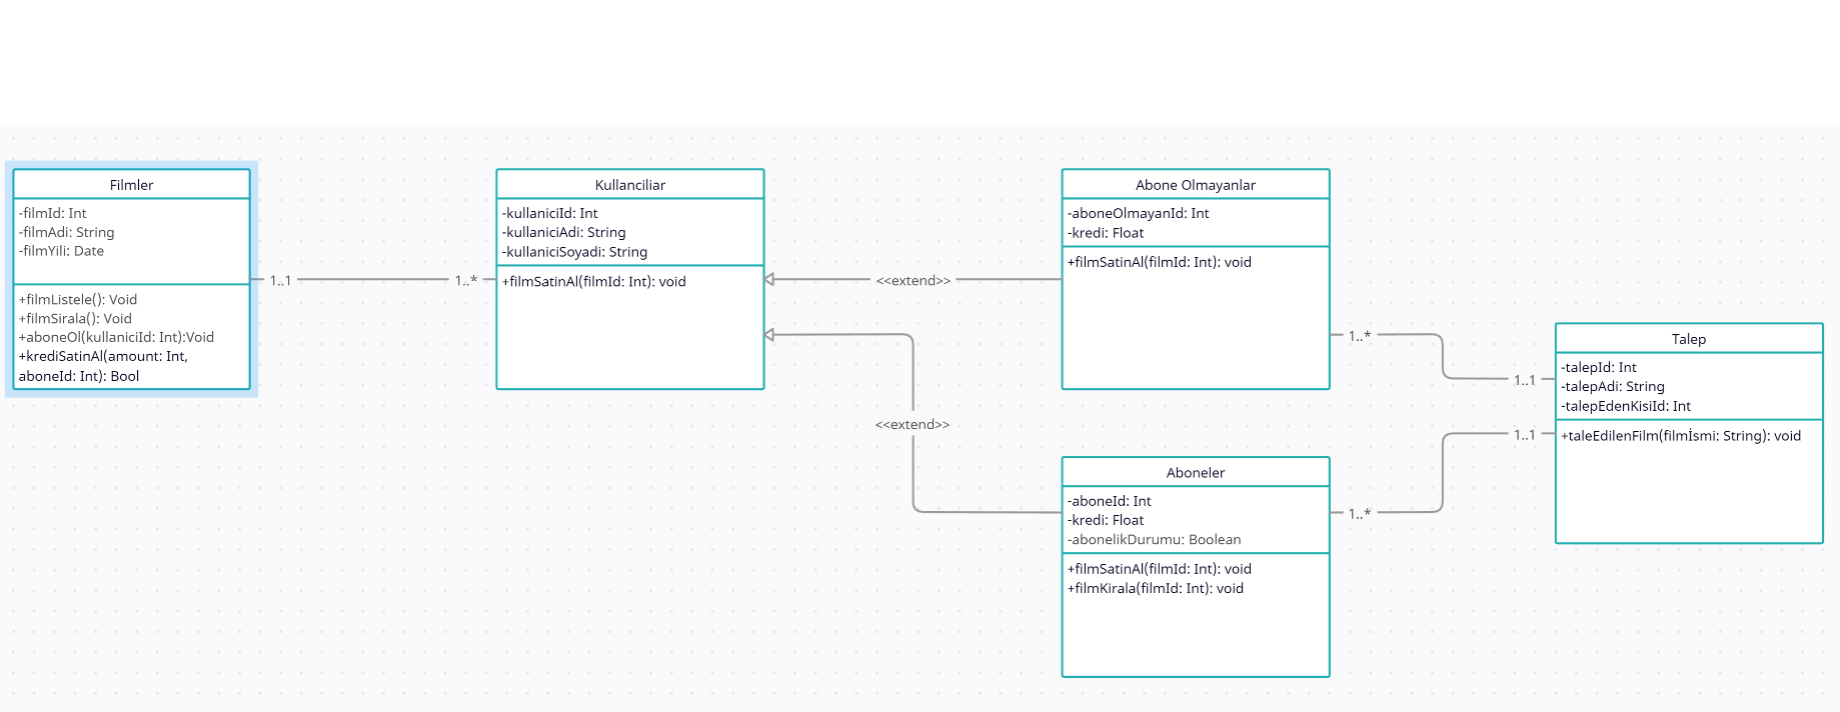 Filmler
-filmId: Int
-filmAdi: String
-filmYili: Date
+filmListele(): Void
+filmSirala(): Void
+aboneOl(kullaniciId: Int):Void
+krediSatinAl(amount: Int,
aboneId: Int): Bool
1..1
1..*
Kullanciliar
-kullaniciId: Int
-kullaniciAdi: String
-kullaniciSoyadi: String
+filmSatinAl(filmId: Int): void
<<extend>>
<<extend>>
Abone Olmayanlar
-aboneOlmayanId: Int
-kredi: Float
+filmSatinAl(filmId: Int): void
1..*
1..1
Aboneler
-aboneId: Int
-kredi: Float
-abonelikDurumu: Boolean
+filmSatinAl(filmId: Int): void
+filmKirala(filmId: Int): void
1..*
1..1
Talep
-talepId: Int
-talepAdi: String
-talepEdenKisiId: Int
+taleEdilenFilm(filmİsmi: String): void